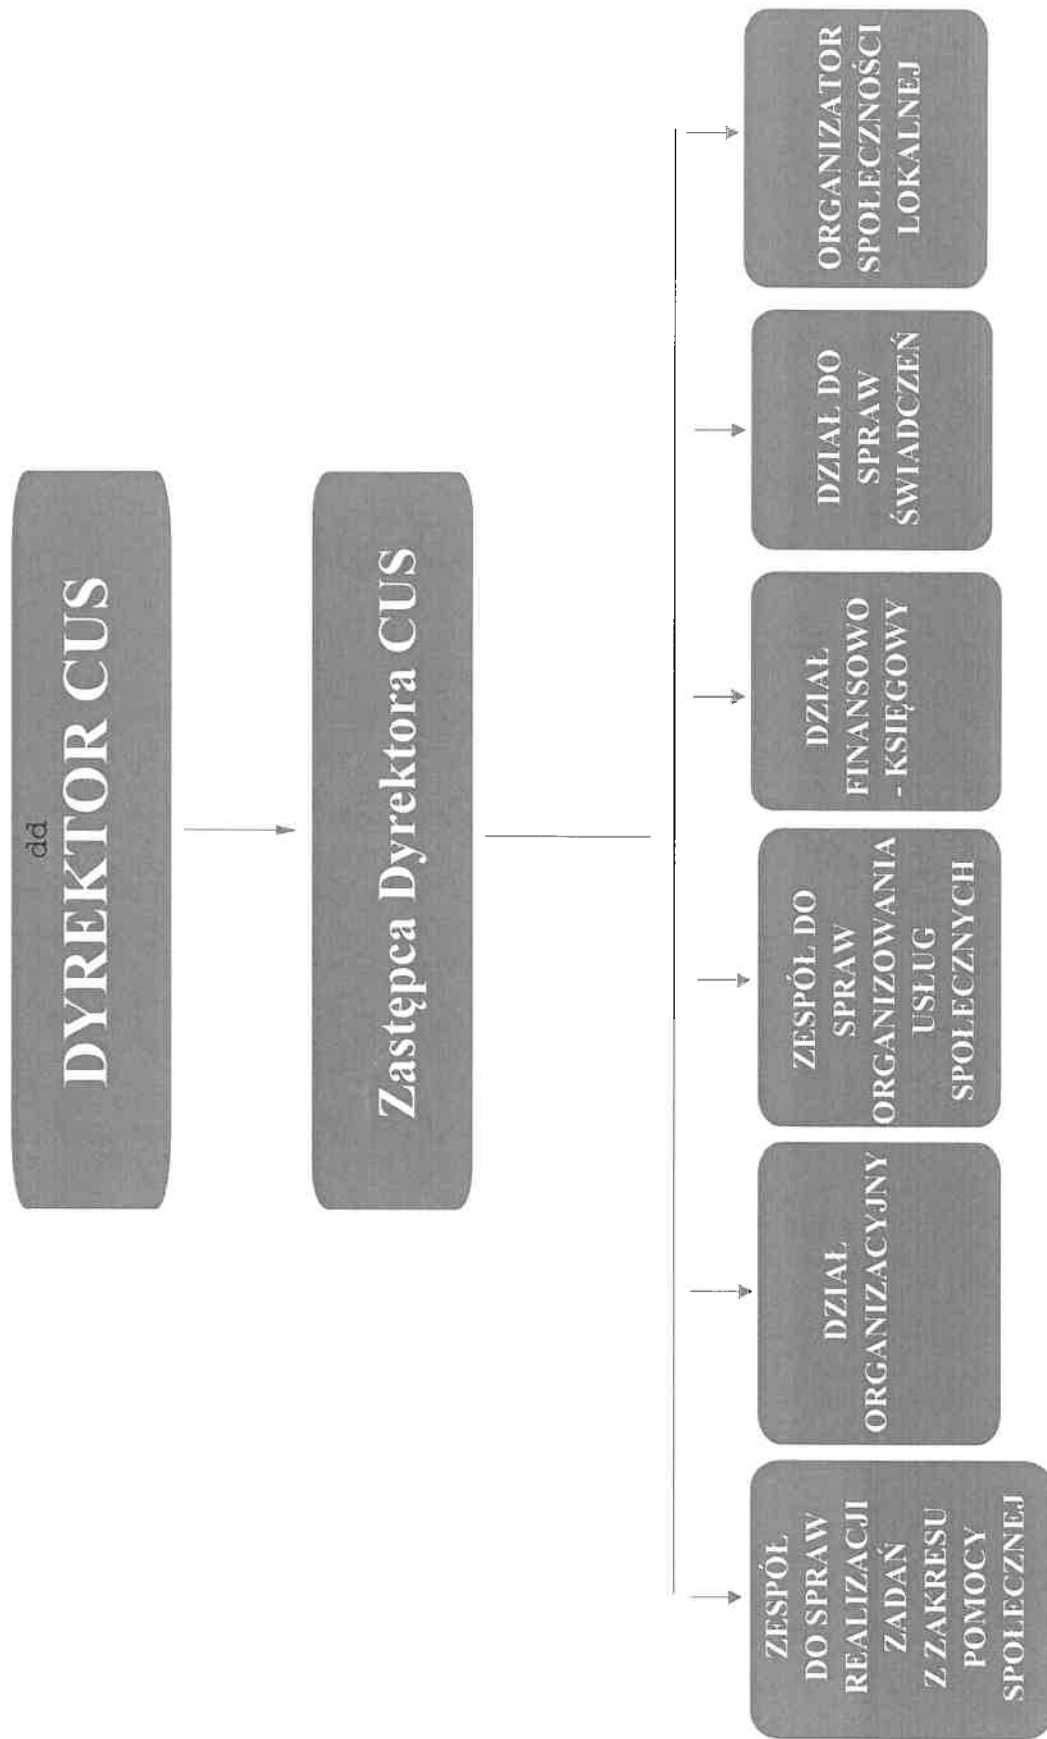 dd
DYREKTOR CUS
Zastępca Dyrektora CUS
ZESPÓŁ
DO SPRAW
REALIZACJI
ZADAŃ
Z ZAKRESU
POMOCY
SPOŁECZNEJ
DZIAŁ
ORGANIZACYJNY
ZESPÓŁ DO
SPRAW
ORGANIZOWANIA
USŁUG
SPOŁECZNYCH
DZIAŁ
FINANSOWO
- KSIĘGOWY
DZIAŁ DO
SPRAW
ŚWIADCZEŃ
ORGANIZATOR
SPOŁECZNOŚCI
LOKALNEJ